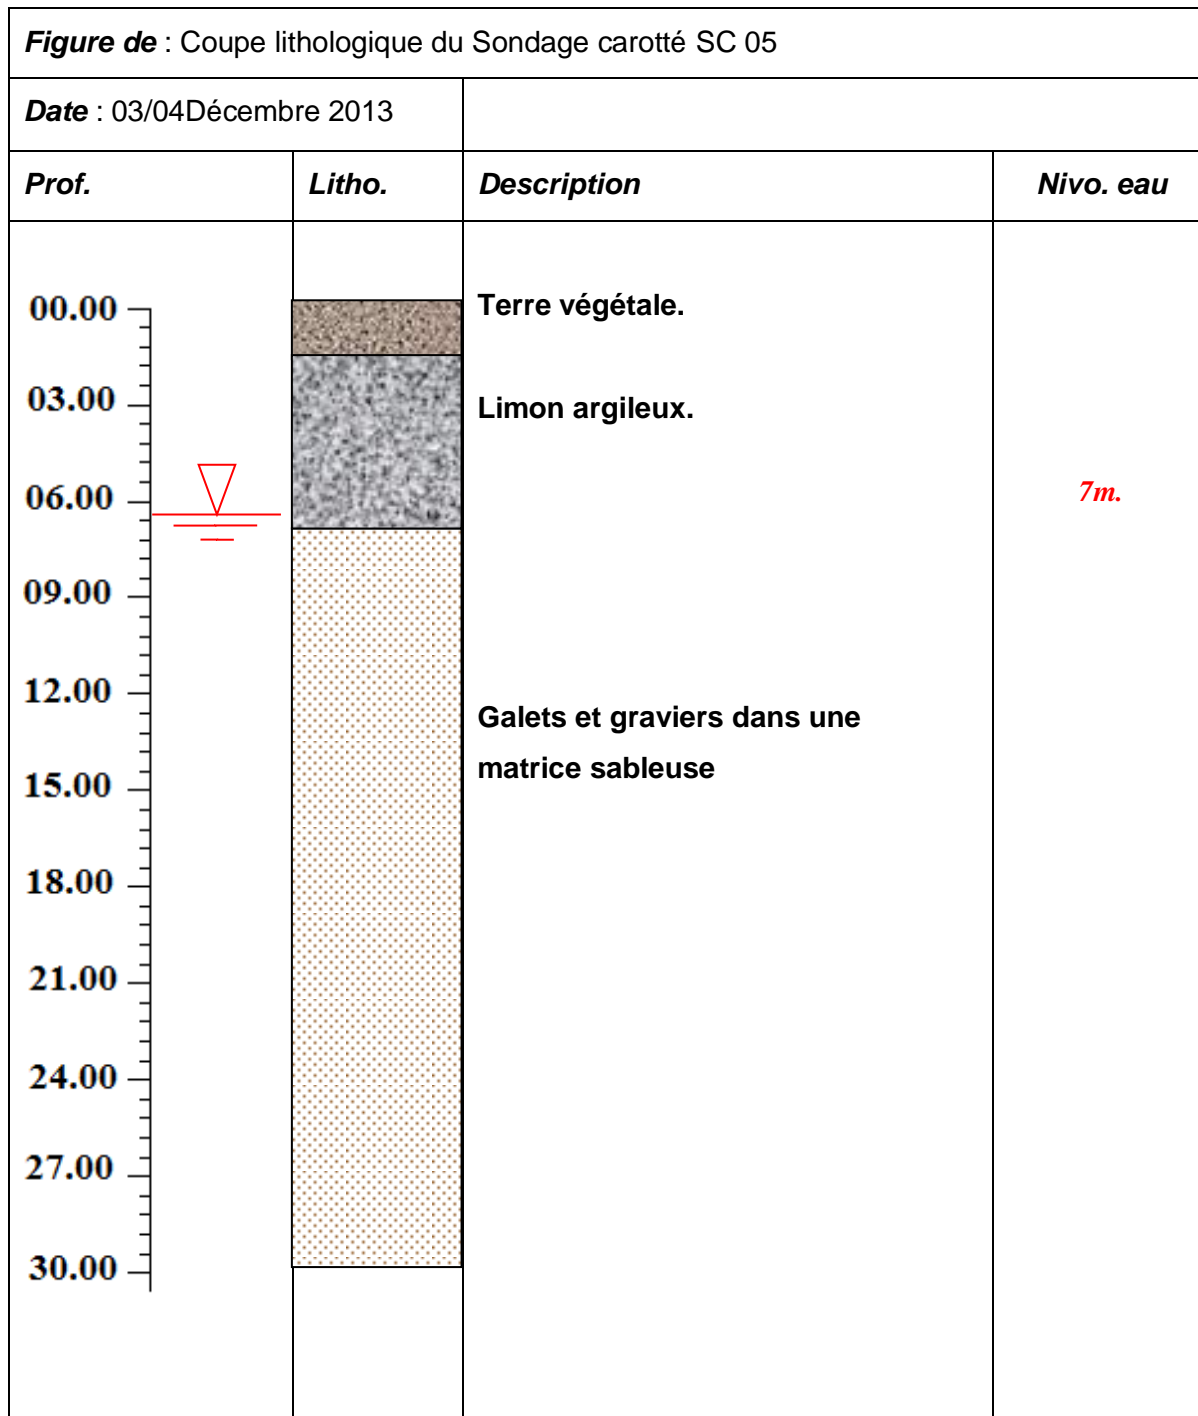 Figure de : Coupe lithologique du Sondage carotté SC 05
Date : 03/04Décembre 2013
Prof. Litho. Description Nivo. eau
00.00 Terre végétale.
03.00 Limon argileux.
06.00 7m.
09.00
12.00
Galets et graviers dans une
matrice sableuse
15.00
18.00
21.00
24.00
27.00
30.00